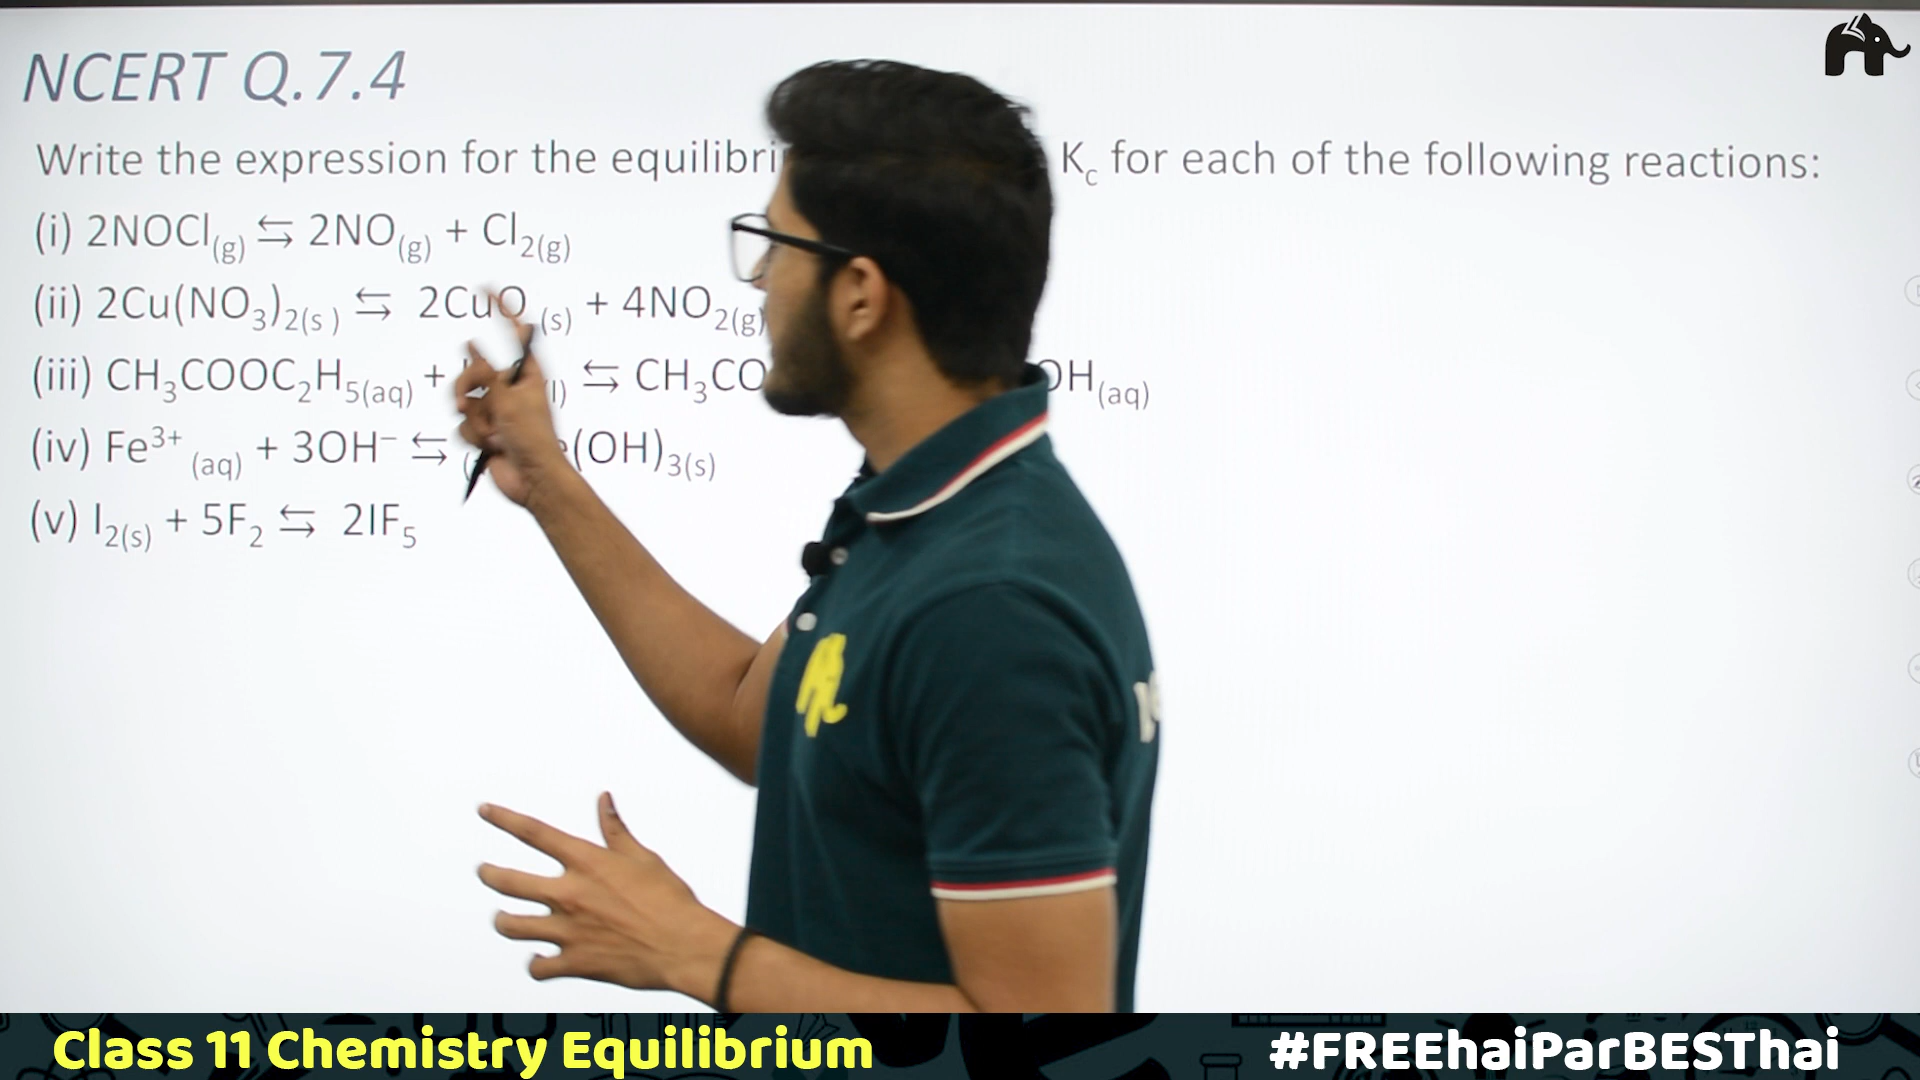 NCERT Q.7.4
Write the expression for the K꜀ for each of the following reactions:
(i) 2NOCl(g) ⇆ 2NO(g) + Cl₂(g)
(ii) 2Cu(NO₃)₂(s) ⇆ 2CuO (s) + 4NO₂(g)
(iii) CH₃COOC₂H₅(aq) + (l) ⇆ CH₃CO OH(aq)
(iv) Fe³⁺ (aq) + 3OH⁻ ⇆ (OH)₃(s)
(v) I₂(s) + 5F₂ ⇆ 2IF₅
Class 11 Chemistry Equilibrium
#FREEhaiParBESThai